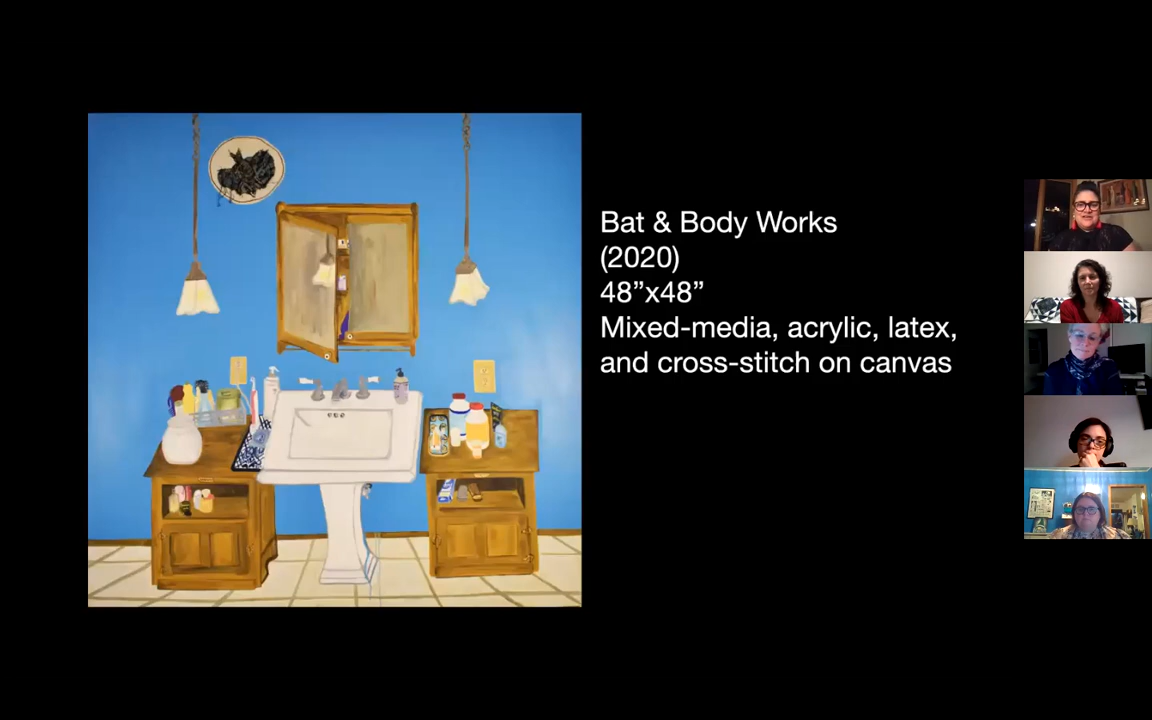 Bat & Body Works
(2020)
48”x48”
Mixed-media, acrylic, latex,
and cross-stitch on canvas